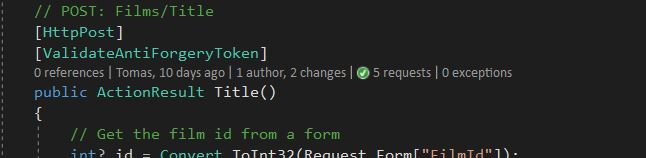 // POST: Films/Title
[HttpPost]
[ValidateAntiForgeryToken]
0 references | Tomas, 10 days ago | 1 author, 2 changes | 5 requests | 0 exceptions
public ActionResult Title()
{
// Get the film id from a form
int? id = Convert.ToInt32(Request.Form["FilmId"]);